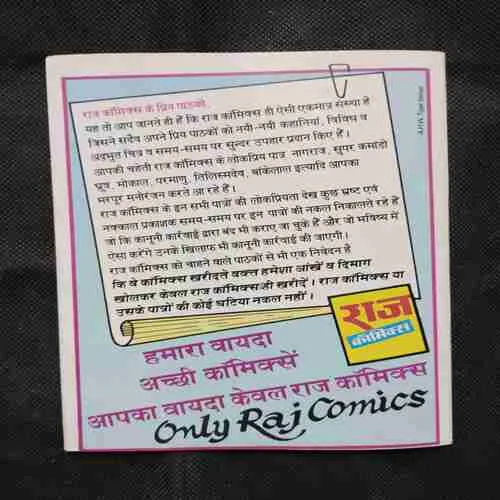 राज कॉमिक्स के प्रिय पाठकों,
यह तो आप जानते ही हैं कि राज कॉमिक्स ही ऐसी एकमात्र संस्था है
जिसने सदैव अपने प्रिय पाठकों को नयी-नयी कहानियां, विविध व
अदभुत चित्र व समय-समय पर सुन्दर उपहार प्रदान किए हैं।
आपकी चहेती राज कॉमिक्स के लोकप्रिय पात्र नागराज, सुपर कमांडो
ध्रुव, भोकाल, परमाणु, तिलिस्मदेव, अश्विराज इत्यादि आपका
भरपूर मनोरंजन करते आ रहे हैं।
राज कॉमिक्स के इन सभी पात्रों की लोकप्रियता देख कुछ भ्रष्ट एवं
नक्काल प्रकाशक समय-समय पर इन पात्रों की नकल निकालते रहे हैं
जो कि कानूनी कार्रवाई द्वारा बंद भी कराए जा चुके हैं और जो भविष्य में
ऐसा करेंगे उनके खिलाफ भी कानूनी कार्रवाई की जाएगी।
राज कॉमिक्स को चाहने वाले पाठकों से भी एक निवेदन है
कि वे कॉमिक्स खरीदते वक्त हमेशा आंखें व दिमाग
खोलकर केवल राज कॉमिक्स ही खरीदें। राज कॉमिक्स या
उसके पात्रों की कोई घटिया नकल नहीं।
राज
कॉमिक्स
हमारा वायदा
अच्छी कॉमिक्सें
आपका वायदा केवल राज कॉमिक्स
Only Raj Comics